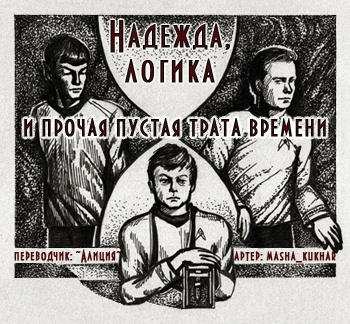 Надежда,
логика
и прочая пустая трата времени
переводчик: ~Алиция~
артер: masha_kukhar